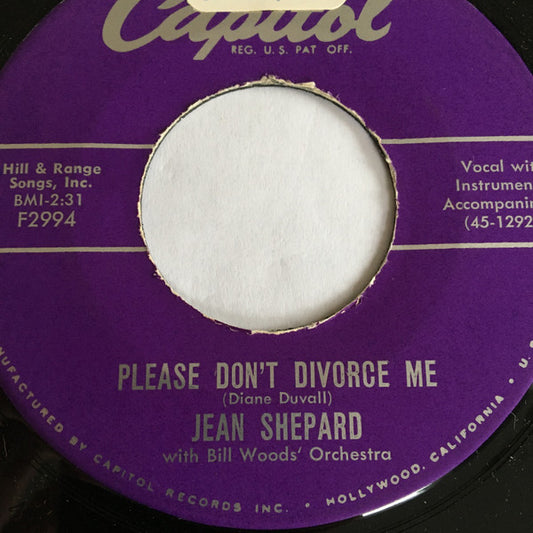 Capitol
REG. U.S. PAT. OFF.
Hill & Range
Songs, Inc.
BMI-2:31
F2994
Vocal wit
Instrumen
Accompanim
(45-1292
PLEASE DON'T DIVORCE ME
(Diane Duvall)
JEAN SHEPARD
with Bill Woods' Orchestra
NUFACTURED BY CAPITOL RECORDS INC. • HOLLYWOOD, CALIFORNIA • U.S.